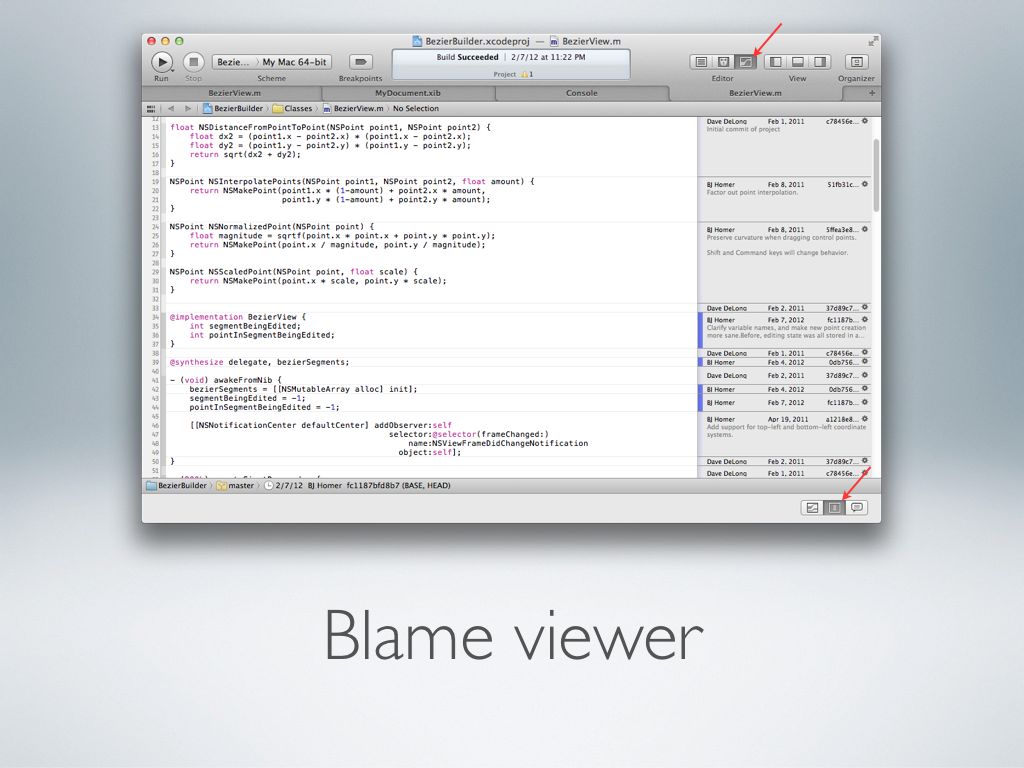 BezierBuilder.xcodeproj — BezierView.m
Bezie... 〉 My Mac 64-bit
Build Succeeded | 2/7/12 at 11:22 PM
Project 1
Run Stop Scheme Breakpoints Editor View Organizer
BezierView.m MyDocument.xib Console BezierView.m +
BezierBuilder 〉 Classes 〉 BezierView.m 〉 No Selection
12
13 float NSDistanceFromPointToPoint(NSPoint point1, NSPoint point2) {
14     float dx2 = (point1.x - point2.x) * (point1.x - point2.x);
15     float dy2 = (point1.y - point2.y) * (point1.y - point2.y);
16     return sqrt(dx2 + dy2);
17 }
18
19 NSPoint NSInterpolatePoints(NSPoint point1, NSPoint point2, float amount) {
20     return NSMakePoint(point1.x * (1-amount) + point2.x * amount,
21                        point1.y * (1-amount) + point2.y * amount);
22 }
23
24 NSPoint NSNormalizedPoint(NSPoint point) {
25     float magnitude = sqrtf(point.x * point.x + point.y * point.y);
26     return NSMakePoint(point.x / magnitude, point.y / magnitude);
27 }
28
29 NSPoint NSScaledPoint(NSPoint point, float scale) {
30     return NSMakePoint(point.x * scale, point.y * scale);
31 }
32
33
34 @implementation BezierView {
35     int segmentBeingEdited;
36     int pointInSegmentBeingEdited;
37 }
38
39 @synthesize delegate, bezierSegments;
40
41 - (void) awakeFromNib {
42     bezierSegments = [[NSMutableArray alloc] init];
43     segmentBeingEdited = -1;
44     pointInSegmentBeingEdited = -1;
45
46     [[NSNotificationCenter defaultCenter] addObserver:self
47                                              selector:@selector(frameChanged:)
48                                                  name:NSViewFrameDidChangeNotification
49                                                object:self];
50 }
51
Dave DeLong Feb 1, 2011 c78456e...
Initial commit of project
BJ Homer Feb 8, 2011 51fb31c...
Factor out point interpolation.
BJ Homer Feb 8, 2011 5ffea3e8...
Preserve curvature when dragging control points.
Shift and Command keys will change behavior.
Dave DeLong Feb 2, 2011 37d89c7...
BJ Homer Feb 7, 2012 fc1187b...
Clarify variable names, and make new point creation
more sane.Before, editing state was all stored in a...
Dave DeLong Feb 1, 2011 c78456e...
BJ Homer Feb 4, 2012 0db756...
Dave DeLong Feb 2, 2011 37d89c7...
BJ Homer Feb 4, 2012 0db756...
BJ Homer Feb 7, 2012 fc1187b...
BJ Homer Apr 19, 2011 a1218e8...
Add support for top-left and bottom-left coordinate
systems.
Dave DeLong Feb 2, 2011 37d89c7...
Dave DeLong Feb 1, 2011 c78456e...
BezierBuilder 〉 master 〉 2/7/12 BJ Homer fc1187bfd8b7 (BASE, HEAD)
Blame viewer